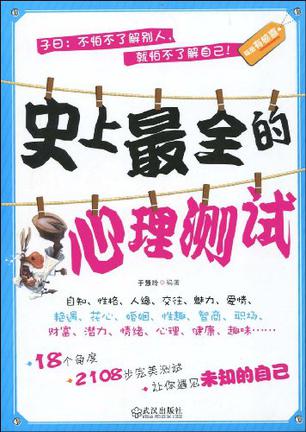 子曰：不怕不了解别人，
就怕不了解自己！
史上最全的
心理测试
于慧玲 编著
自知、性格、人缘、交往、魅力、爱情、
艳遇、花心、婚姻、性趣、智商、职场、
财富、潜力、情绪、心理、健康、趣味……
18个角度
2108步完美测试
让你遇见未知的自己
武汉出版社